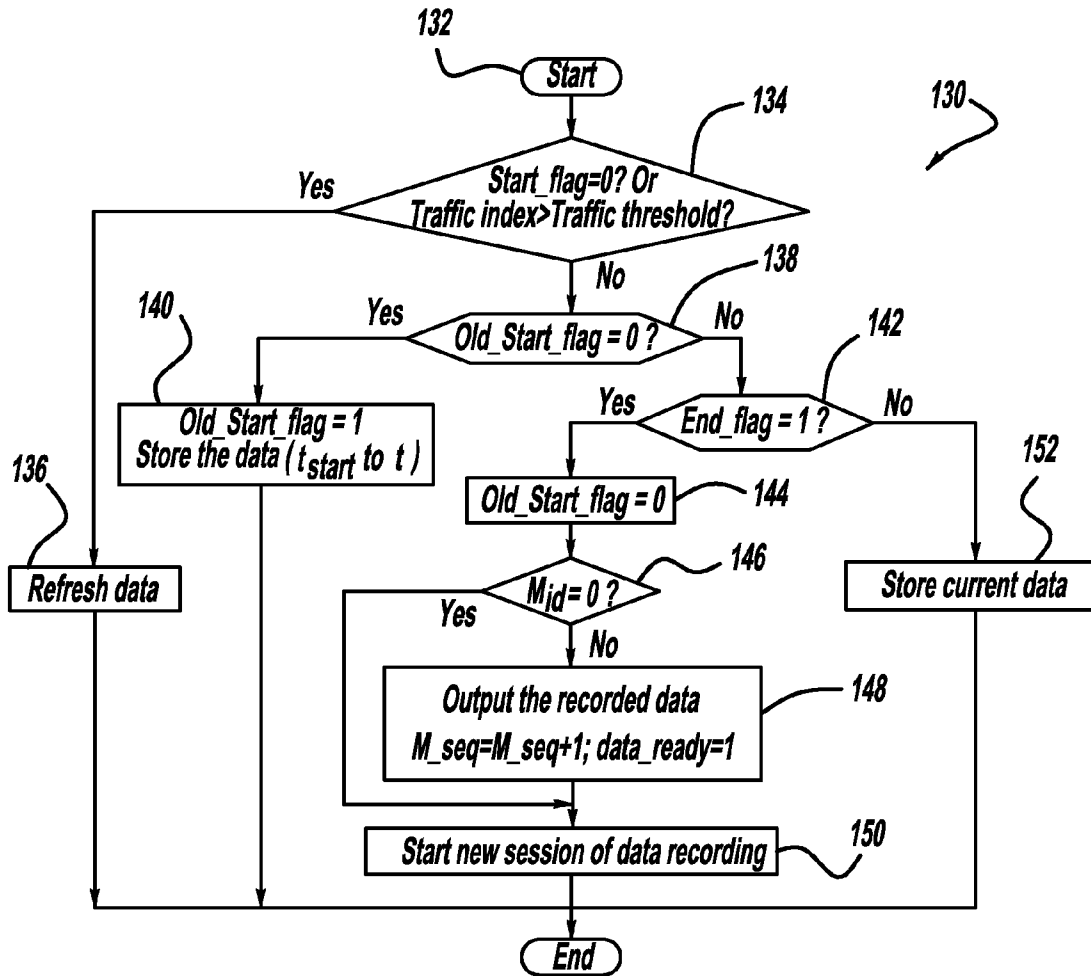 132
Start
134
130
Yes
Start_flag=0? Or
Traffic index>Traffic threshold?
No
138
140
Yes
Old_Start_flag = 0 ?
No
142
Old_Start_flag = 1
Store the data ( tstart to t )
Yes
End_flag = 1 ?
No
136
152
Old_Start_flag = 0
144
146
Refresh data
Mid = 0 ?
Store current data
Yes
No
148
Output the recorded data
M_seq=M_seq+1; data_ready=1
150
Start new session of data recording
End